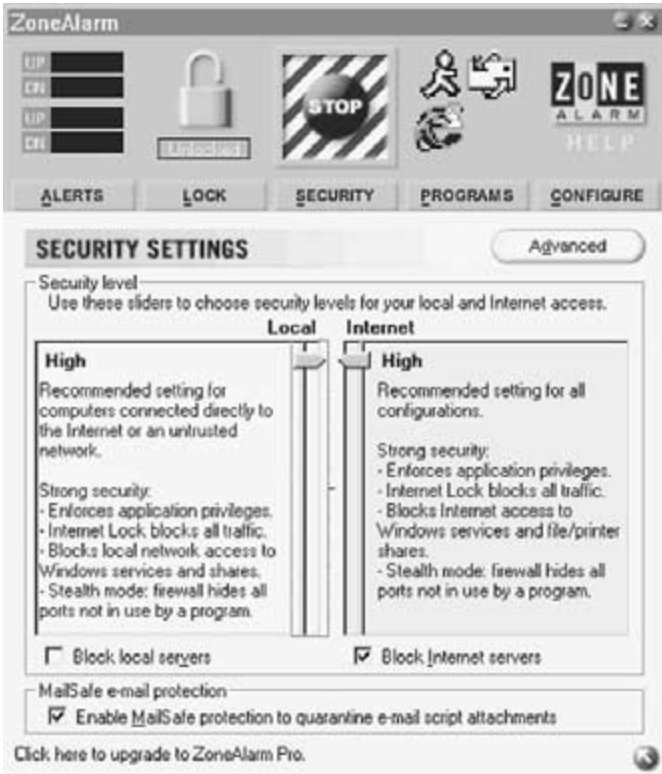 ZoneAlarm
UP
DN
UP
DN
STOP
Unlocked
ZONE
ALARM
HELP
ALERTS
LOCK
SECURITY
PROGRAMS
CONFIGURE
SECURITY SETTINGS
Advanced
Security level
Use these sliders to choose security levels for your local and Internet access.
Local
Internet
High
Recommended setting for
computers connected directly to
the Internet or an untrusted
network.
Strong security:
- Enforces application privileges.
- Internet Lock blocks all traffic.
- Blocks local network access to
Windows services and shares.
- Stealth mode: firewall hides all
ports not in use by a program.
High
Recommended setting for all
configurations.
Strong security:
- Enforces application privileges.
- Internet Lock blocks all traffic.
- Blocks Internet access to
Windows services and file/printer
shares.
- Stealth mode: firewall hides all
ports not in use by a program.
Block local servers
Block Internet servers
MailSafe e-mail protection
Enable MailSafe protection to quarantine e-mail script attachments
Click here to upgrade to ZoneAlarm Pro.